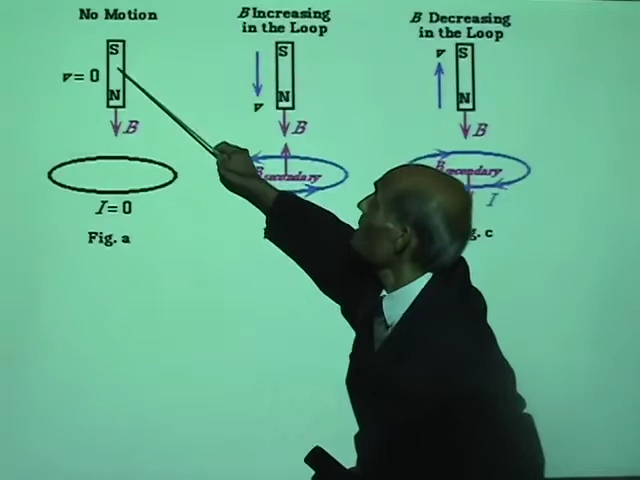 No Motion
S
v = 0
N
B
I = 0
Fig. a
B Increasing
in the Loop
S
v
N
B
B secondary
B Decreasing
in the Loop
v
S
N
B
B secondary
I
g. c